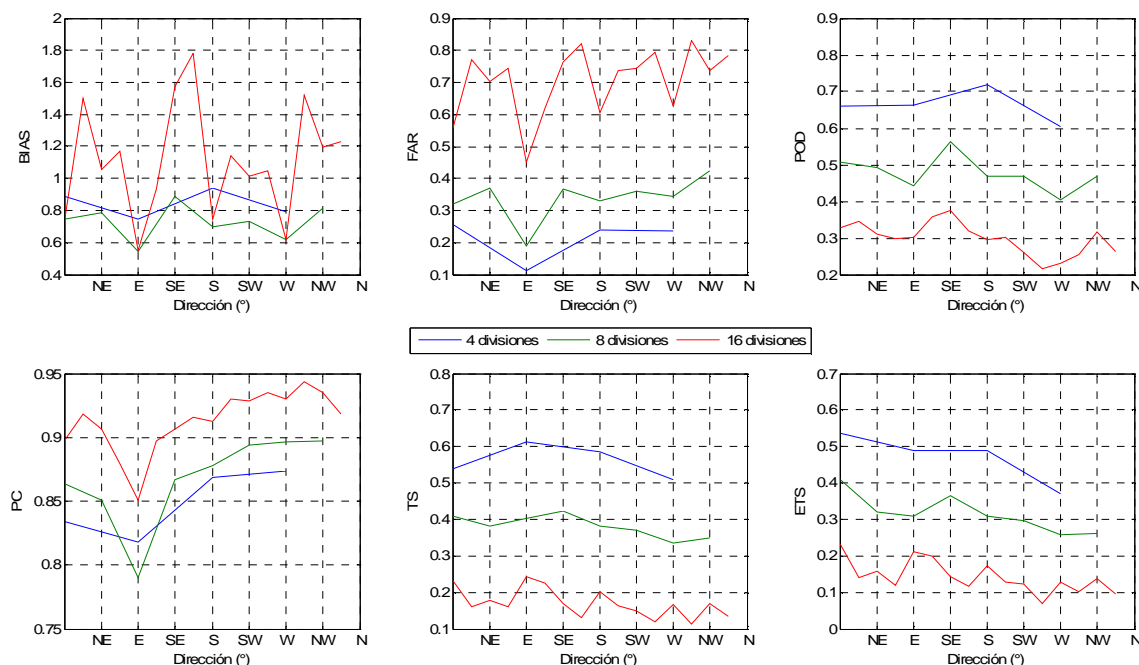 2
1.8
1.6
1.4
1.2
1
0.8
0.6
0.4
BIAS
NE E SE S SW W NW N
Dirección (°)
0.9
0.8
0.7
0.6
0.5
0.4
0.3
0.2
0.1
FAR
NE E SE S SW W NW N
Dirección (°)
0.9
0.8
0.7
0.6
0.5
0.4
0.3
0.2
POD
NE E SE S SW W NW N
Dirección (°)
4 divisiones 8 divisiones 16 divisiones
0.95
0.9
0.85
0.8
0.75
PC
NE E SE S SW W NW N
Dirección (°)
0.8
0.7
0.6
0.5
0.4
0.3
0.2
0.1
TS
NE E SE S SW W NW N
Dirección (°)
0.7
0.6
0.5
0.4
0.3
0.2
0.1
0
ETS
NE E SE S SW W NW N
Dirección (°)